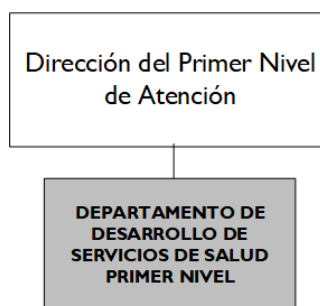 Dirección del Primer Nivel
de Atención
DEPARTAMENTO DE
DESARROLLO DE
SERVICIOS DE SALUD
PRIMER NIVEL